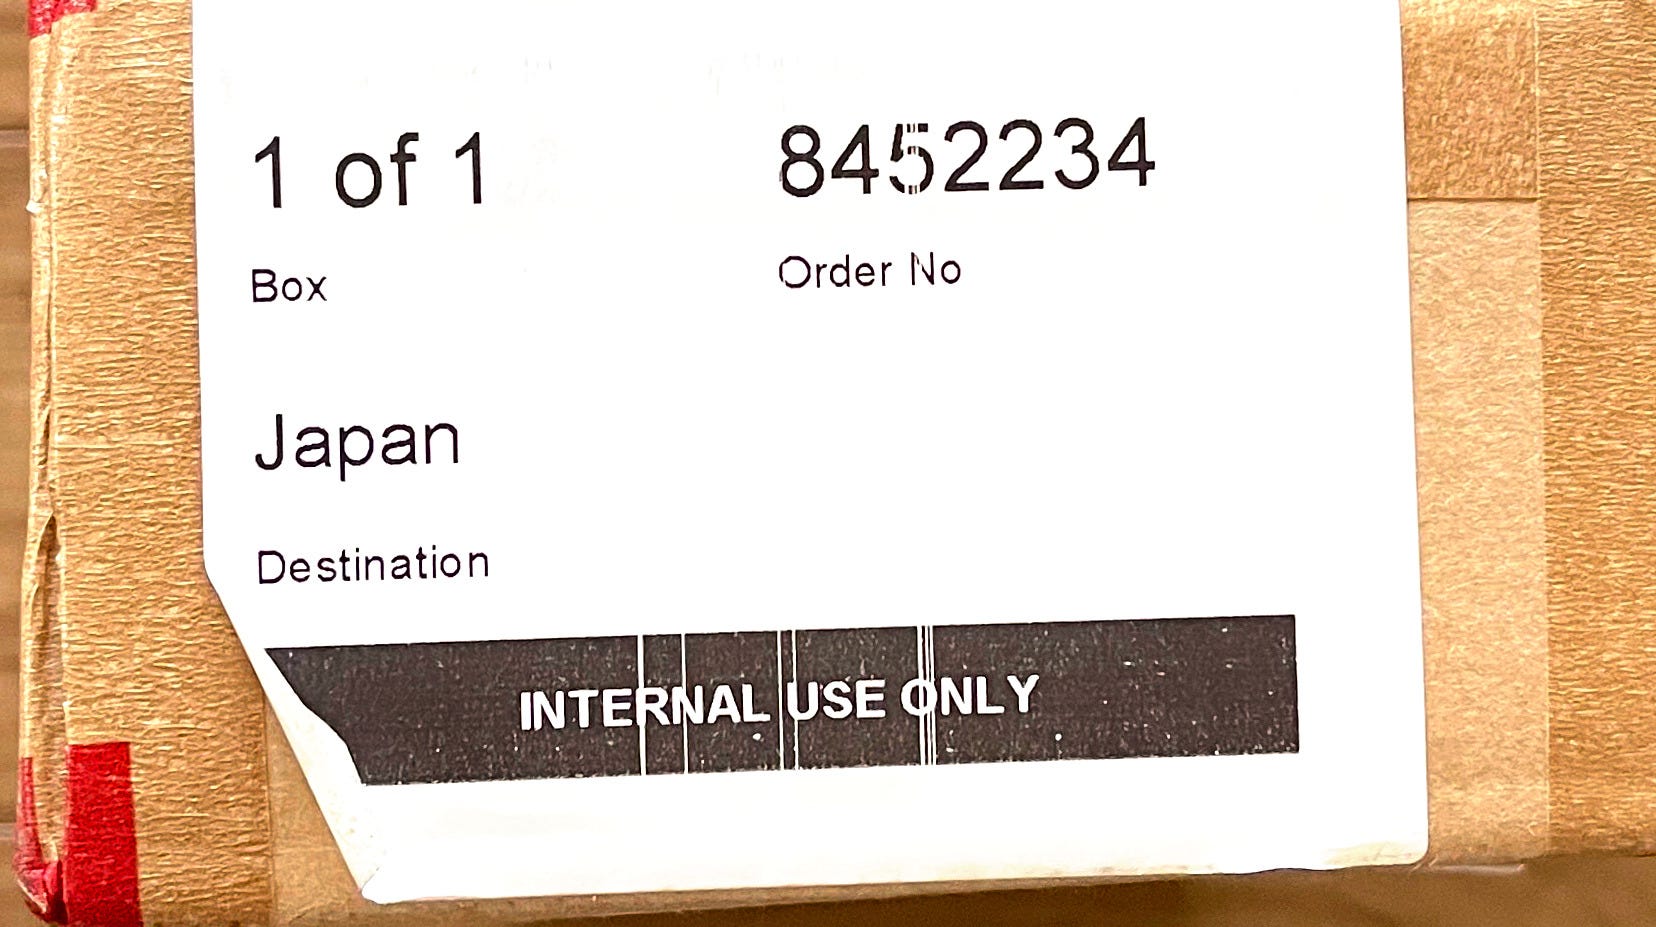 1 of 1 8452234
Box Order No
Japan
Destination
INTERNAL USE ONLY